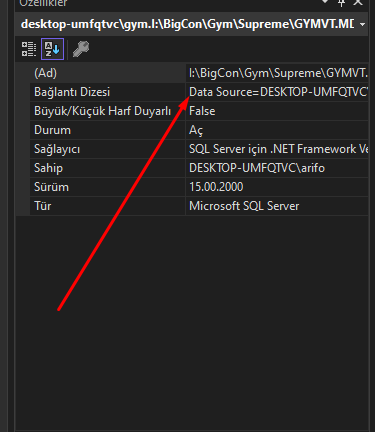 Özellikler
desktop-umfqtvc\gym.I:\BigCon\Gym\Supreme\GYMVT.MD
(Ad) I:\BigCon\Gym\Supreme\GYMVT.
Bağlantı Dizesi Data Source=DESKTOP-UMFQTVC\
Büyük/Küçük Harf Duyarlı False
Durum Aç
Sağlayıcı SQL Server için .NET Framework Ve
Sahip DESKTOP-UMFQTVC\arifo
Sürüm 15.00.2000
Tür Microsoft SQL Server